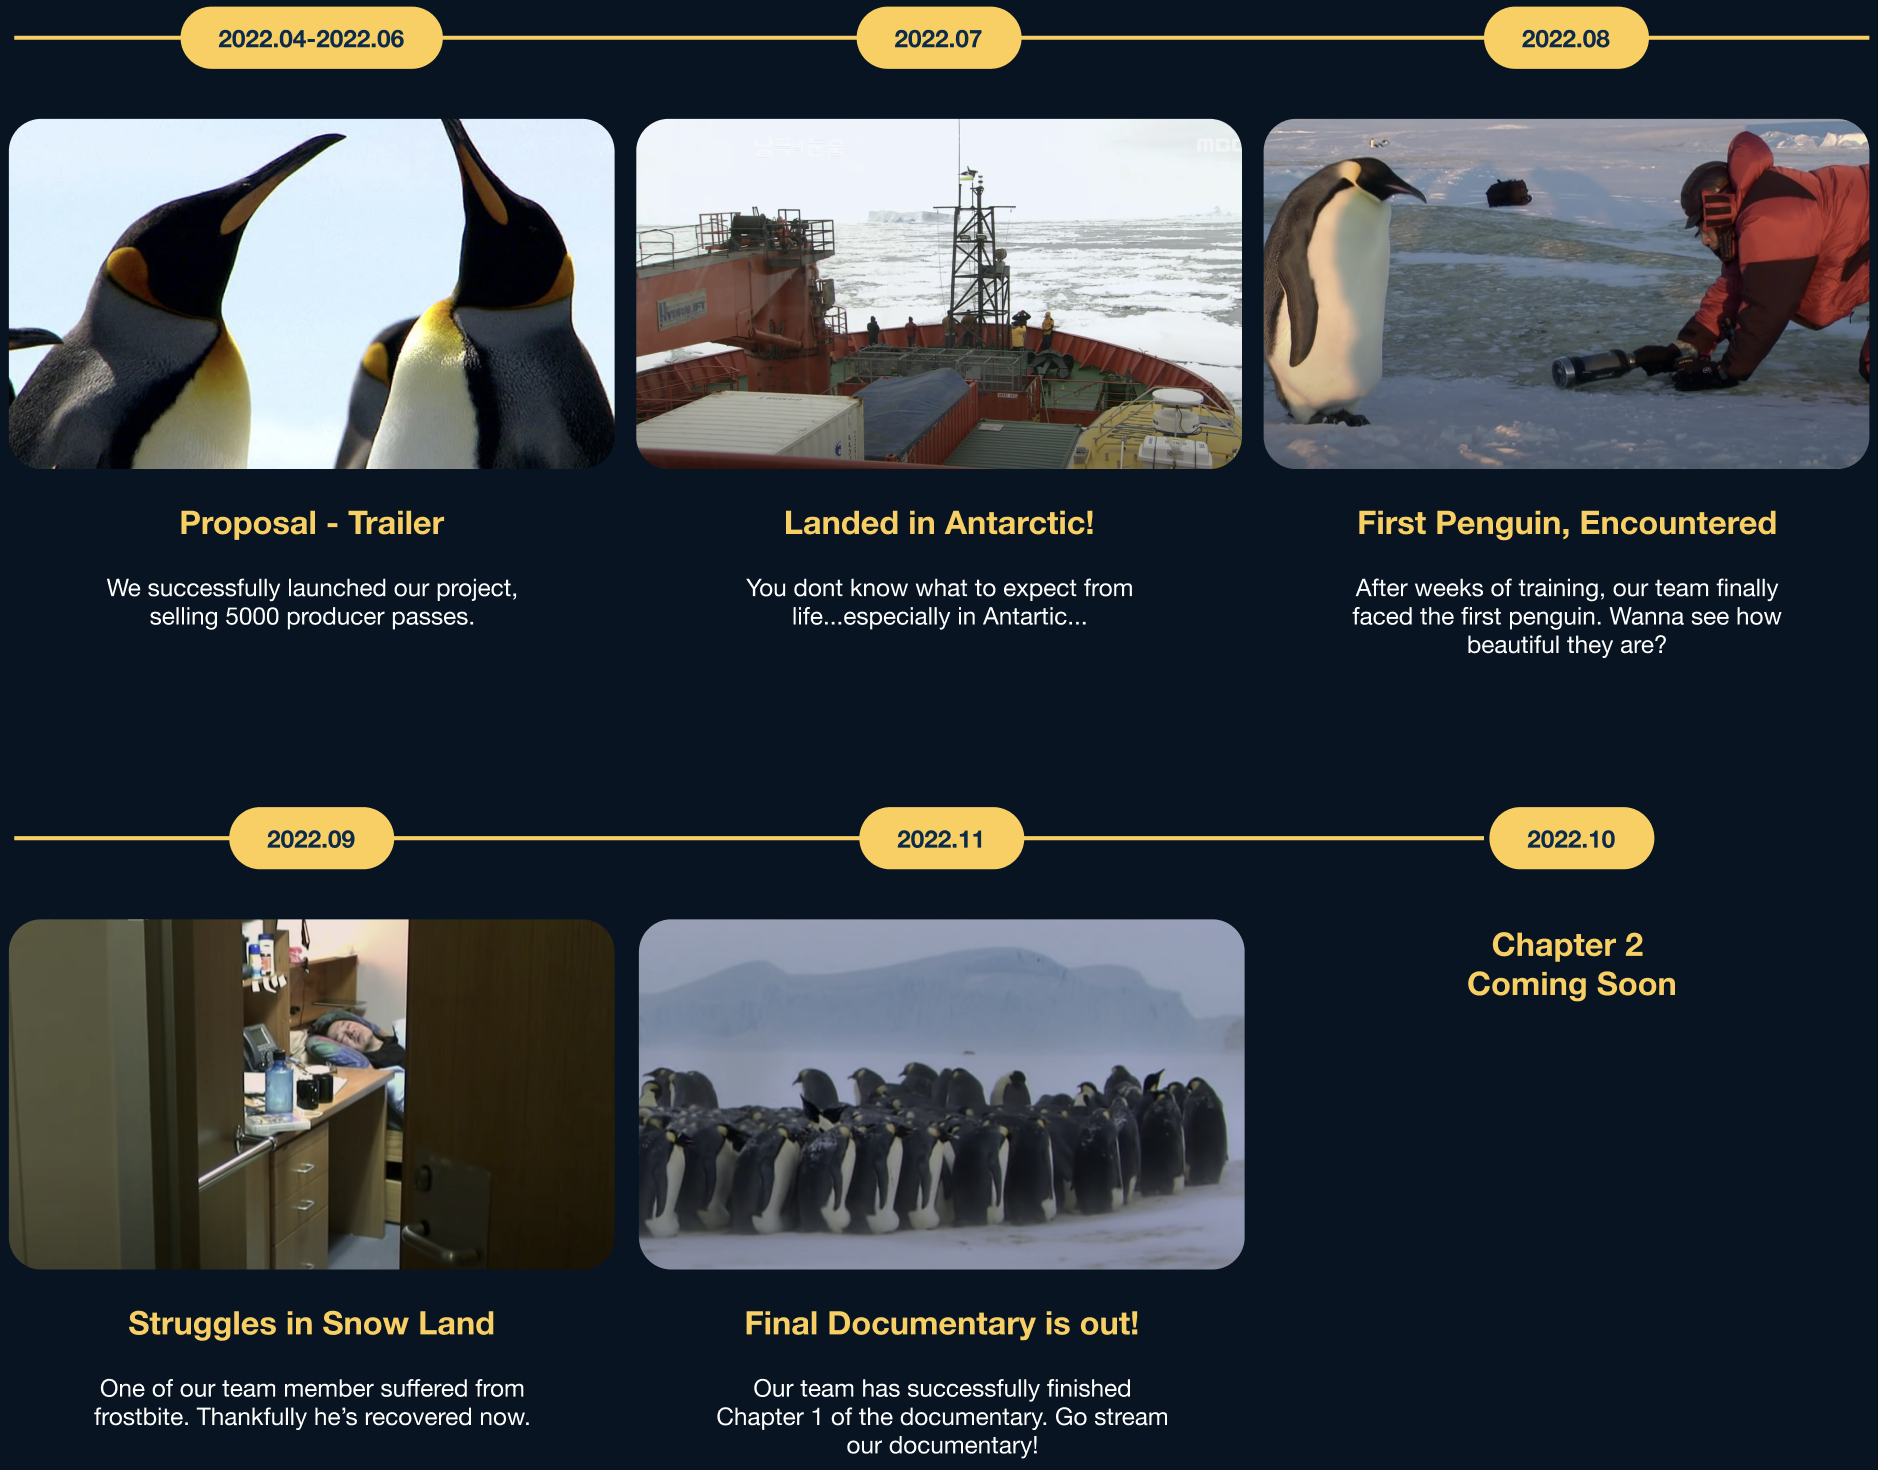 2022.04-2022.06
2022.07
2022.08
Proposal - Trailer
We successfully launched our project,
selling 5000 producer passes.
HYDRALIFT
Landed in Antarctic!
You dont know what to expect from
life...especially in Antartic...
First Penguin, Encountered
After weeks of training, our team finally
faced the first penguin. Wanna see how
beautiful they are?
2022.09
2022.11
2022.10
Struggles in Snow Land
One of our team member suffered from
frostbite. Thankfully he’s recovered now.
Final Documentary is out!
Our team has successfully finished
Chapter 1 of the documentary. Go stream
our documentary!
Chapter 2
Coming Soon